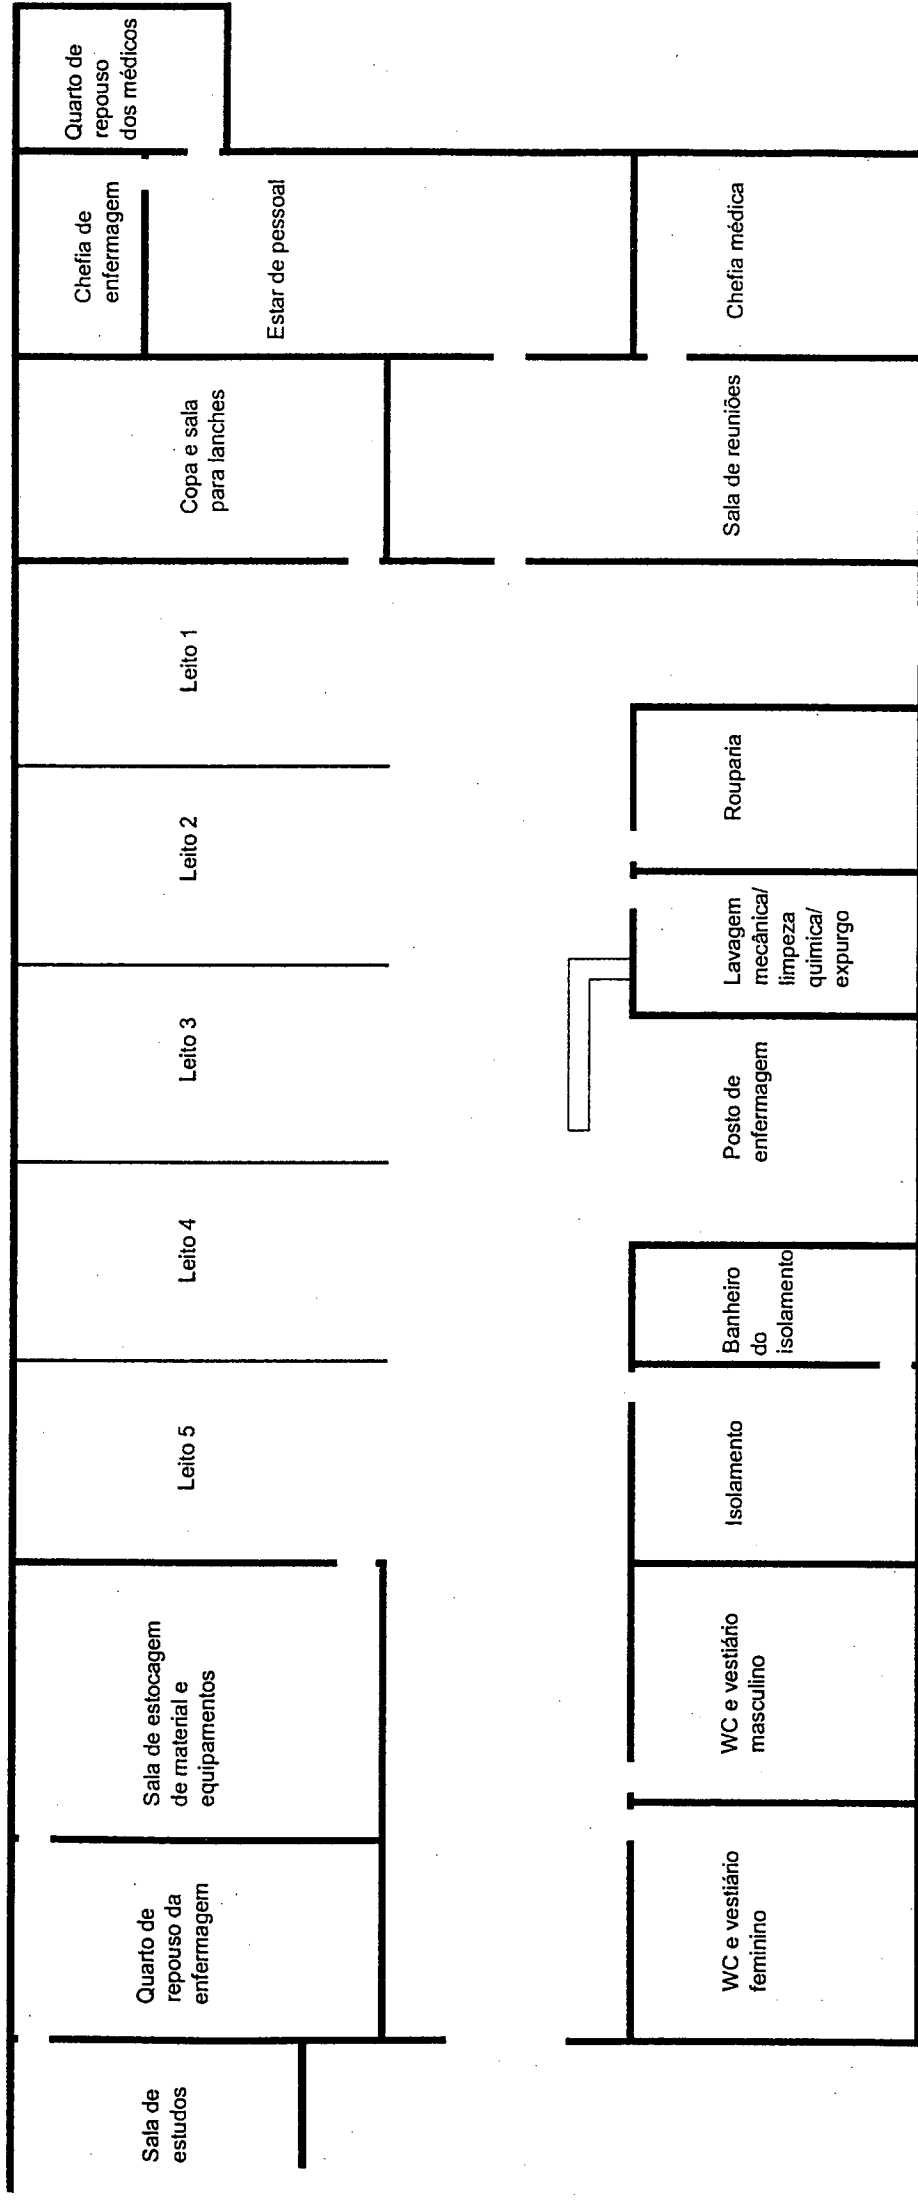 Sala de
estudos
Quarto de
repouso da
enfermagem
Sala de estocagem
de material e
equipamentos
Leito 5
Leito 4
Leito 3
Leito 2
Leito 1
Copa e sala
para lanches
Chefia de
enfermagem
Quarto de
repouso
dos médicos
Estar de pessoal
WC e vestiário
feminino
WC e vestiário
masculino
Isolamento
Banheiro
do
isolamento
Posto de
enfermagem
Lavagem
mecânica/
limpeza
quimica/
expurgo
Rouparia
Sala de reuniões
Chefia médica